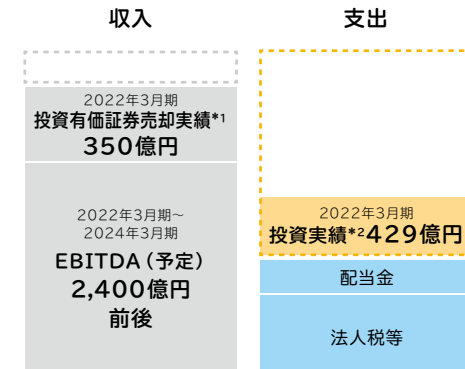 収入
支出
2022年3月期
投資有価証券売却実績*1
350億円
2022年3月期~
2024年3月期
EBITDA（予定）
2,400億円
前後
2022年3月期
投資実績*2429億円
配当金
法人税等